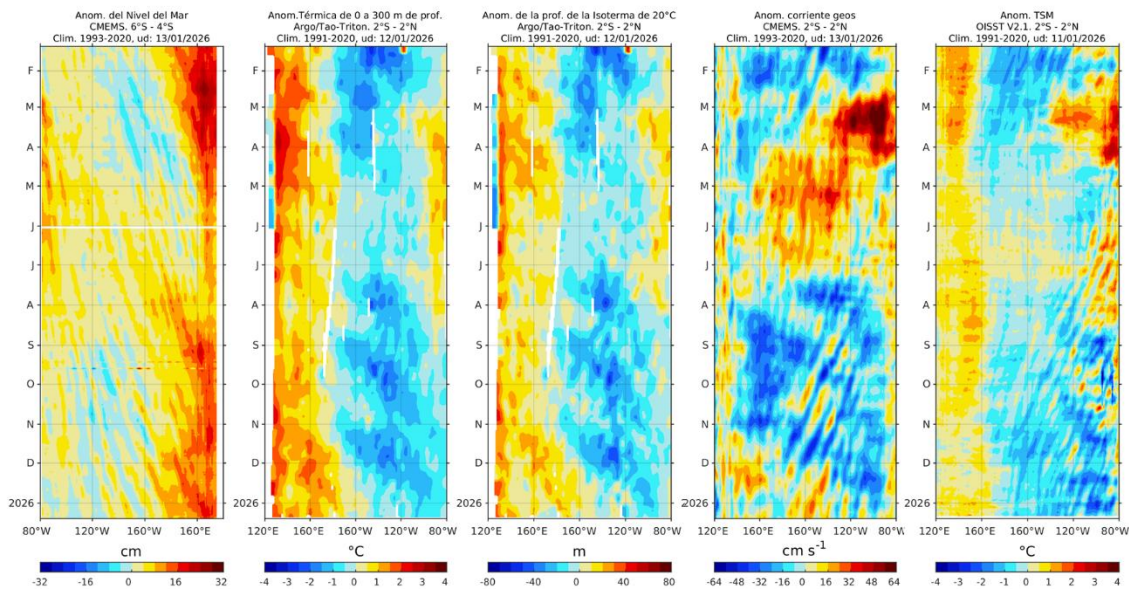 Anom. del Nivel del Mar
CMEMS. 6°S - 4°S
Clim. 1993-2020, ud: 13/01/2026
Anom.Térmica de 0 a 300 m de prof.
Argo/Tao-Triton. 2°S - 2°N
Clim. 1991-2020, ud: 12/01/2026
Anom. de la prof. de la Isoterma de 20°C
Argo/Tao-Triton. 2°S - 2°N
Clim. 1991-2020, ud: 12/01/2026
Anom. corriente geos
CMEMS. 2°S - 2°N
Clim. 1993-2020, ud: 13/01/2026
Anom. TSM
OISST V2.1. 2°S - 2°N
Clim. 1991-2020, ud: 11/01/2026
F F F F F
M M M M M
A A A A A
M M M M M
J J J J J
J J J J J
A A A A A
S S S S S
O O O O O
N N N N N
D D D D D
2026 2026 2026 2026
80°W 120°W 160°W 160°E 120°E 160°E 160°W 120°W 80°W 120°E 160°E 160°W 120°W 80°W 120°E 160°E 160°W 120°W 80°W 120°E 160°E 160°W 120°W 80°W
cm °C m cm s-1 °C
-32 -16 0 16 32 -4 -3 -2 -1 0 1 2 3 4 -80 -40 0 40 80 -64 -48 -32 -16 0 16 32 48 64 -4 -3 -2 -1 0 1 2 3 4